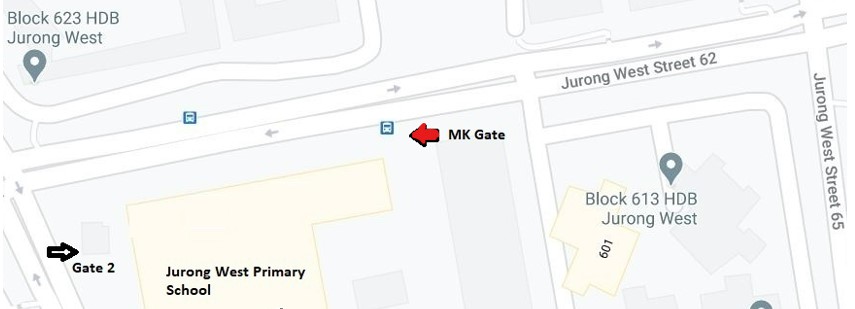 Block 623 HDB
Jurong West
Jurong West Street 62
MK Gate
Jurong West Street 65
Block 613 HDB
Jurong West
601
Gate 2
Jurong West Primary
School